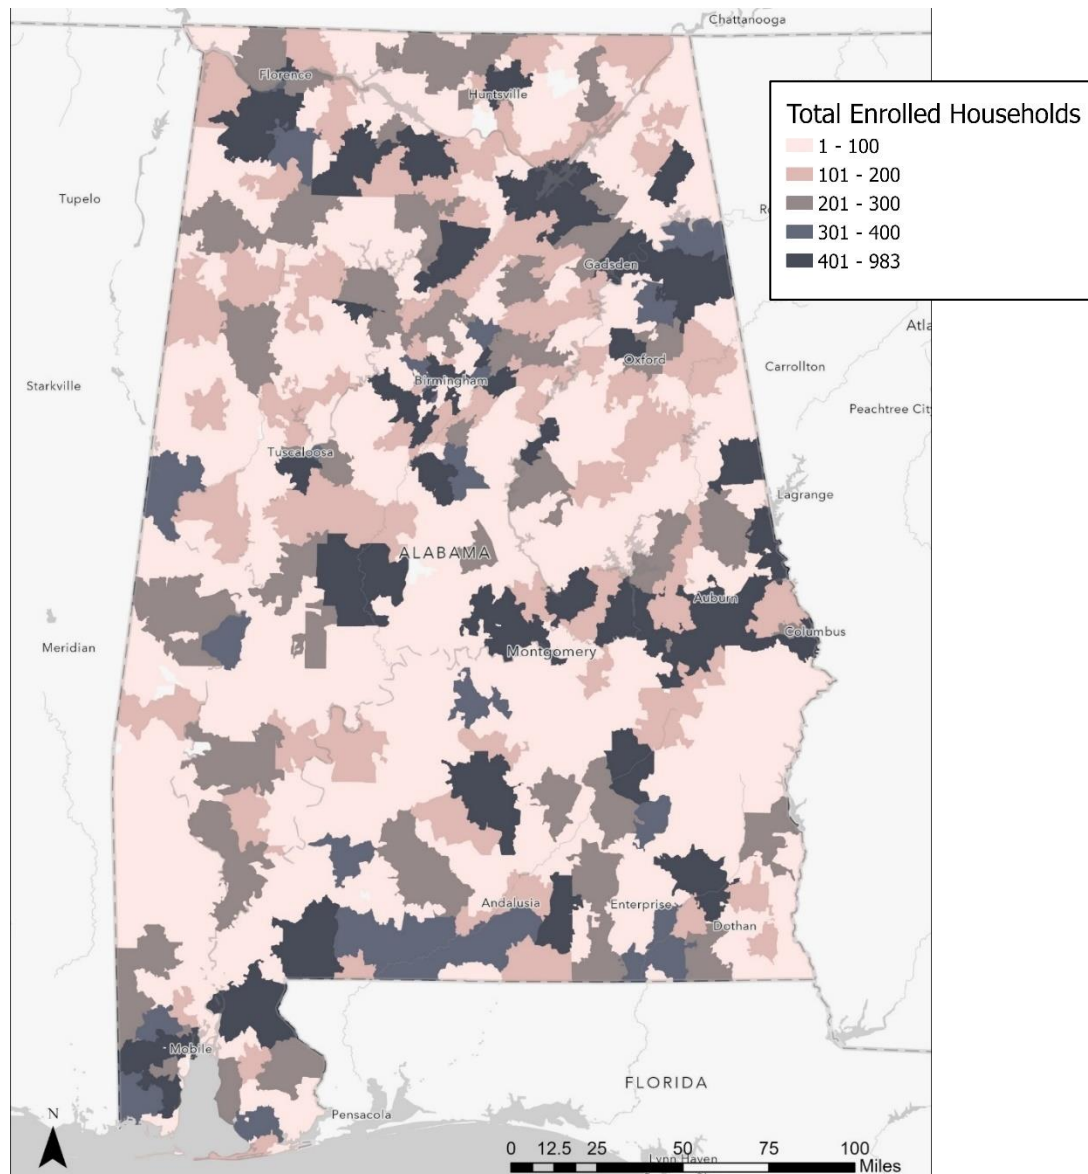 Chattanooga
Florence
Huntsville
Total Enrolled Households
1 - 100
101 - 200
201 - 300
301 - 400
401 - 983
Tupelo
Gadsden
Atla
Oxford
Carrollton
Birmingham
Starkville
Peachtree City
Tuscaloosa
Lagrange
ALABAMA
Auburn
Columbus
Meridian
Montgomery
Andalusia
Enterprise
Dothan
Mobile
FLORIDA
N
Pensacola
0 12.5 25 50 75 100
Miles
Lynn Haven